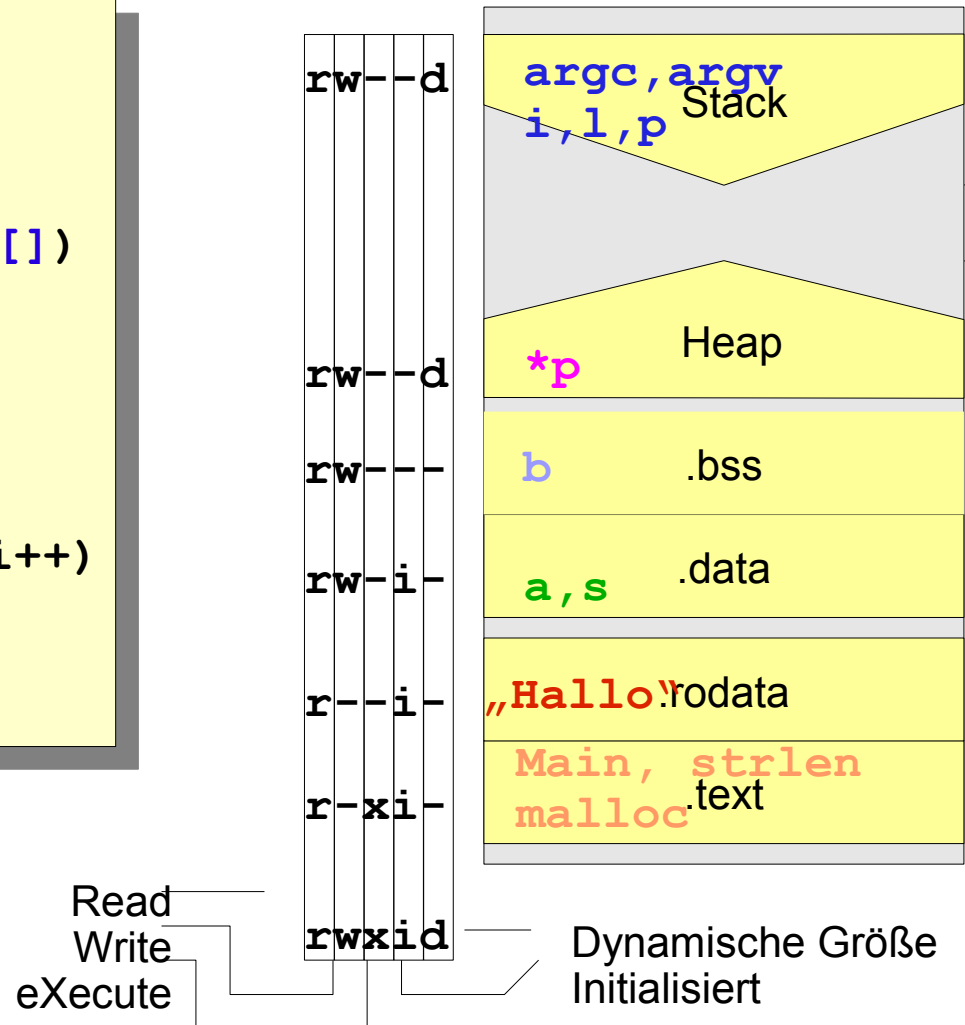 [])
i++)
rw--d
argc,argv
Stack
i,l,p
rw--d
*p
Heap
rw---
b
.bss
rw-i-
a,s
.data
r--i-
„Hallo“
.rodata
r-xi-
Main, strlen
malloc
.text
Read
Write
eXecute
rwxid
Dynamische Größe
Initialisiert